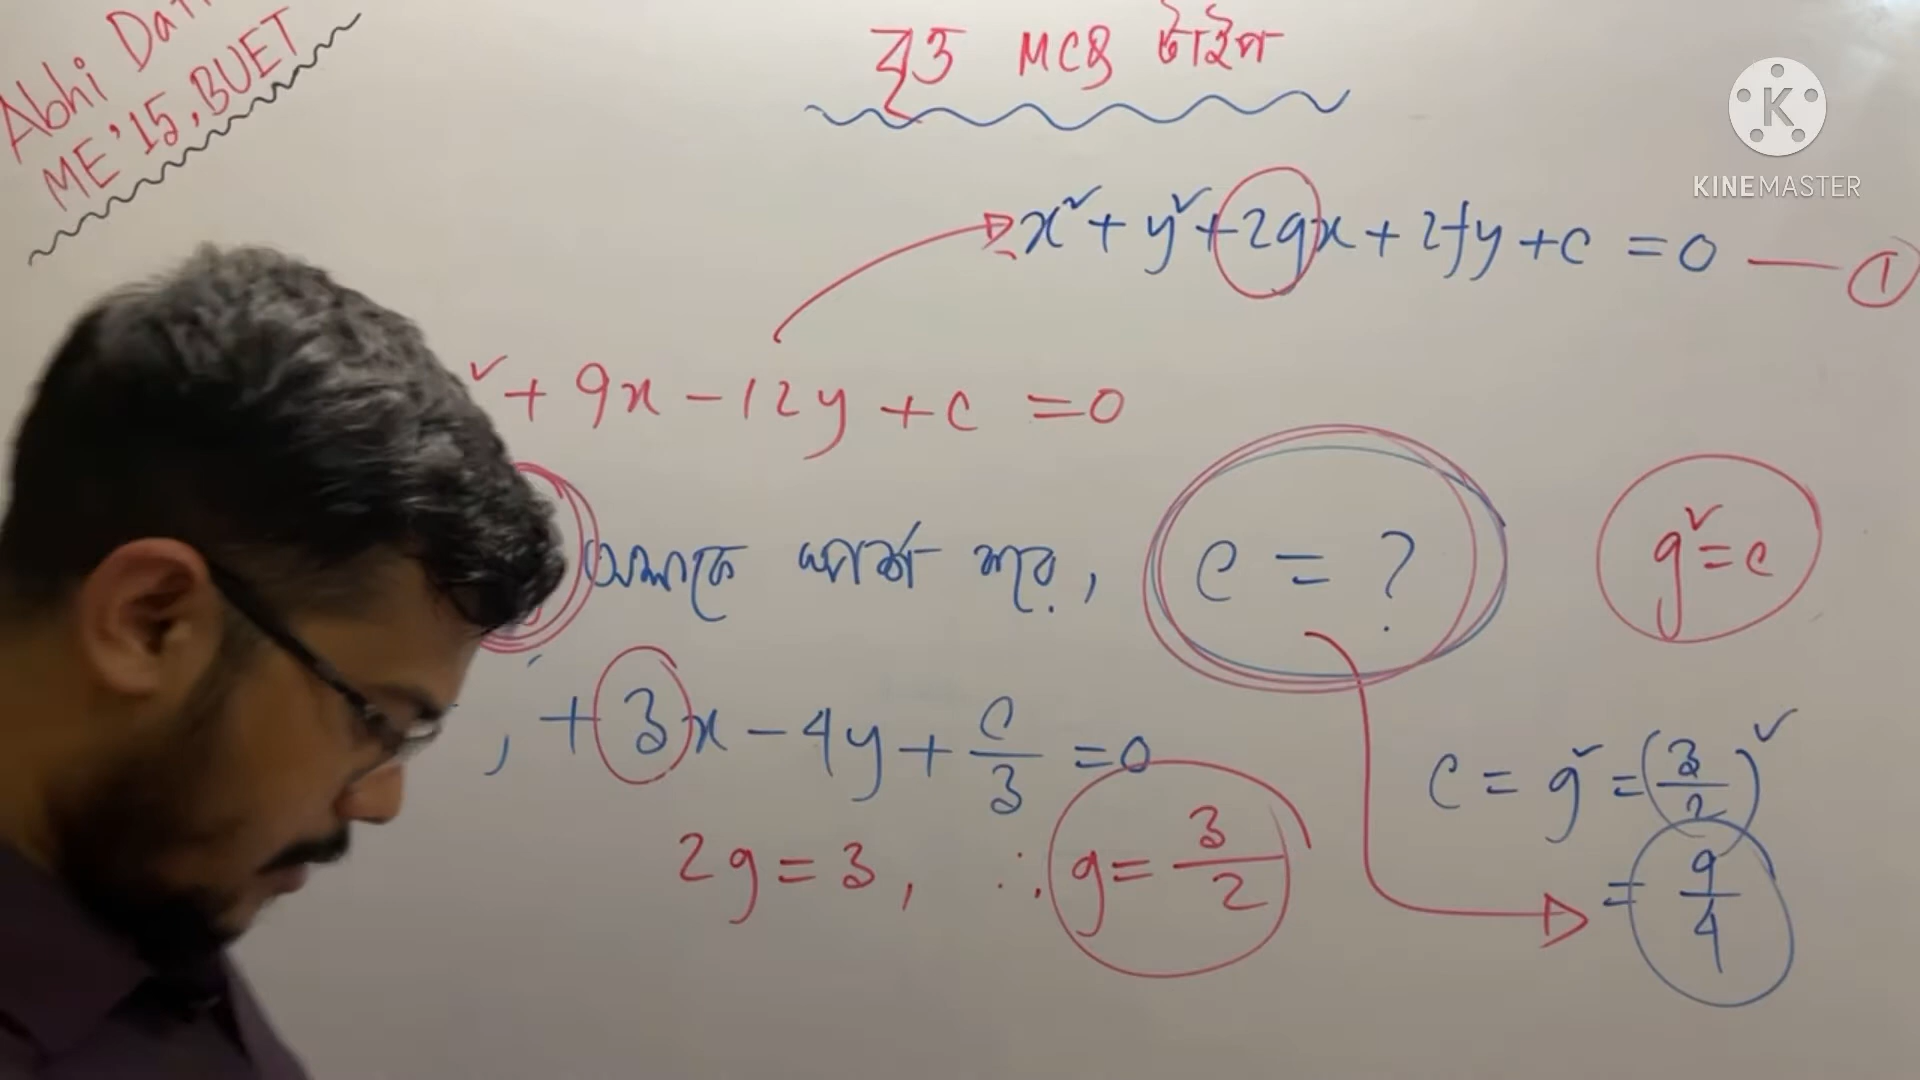 Abhi Dat
ME'15, BUET
বৃত্ত MCQ টাইপ
KINEMASTER
x² + y² + 2gx + 2fy + c = 0 — ①
² + 9x - 12y + c = 0
অক্ষকে স্পর্শ করে, c = ?
g² = c
, + 3x - 4y + c/3 = 0
c = g² = (3/2)²
2g = 3, ∴ g = 3/2
= 9/4